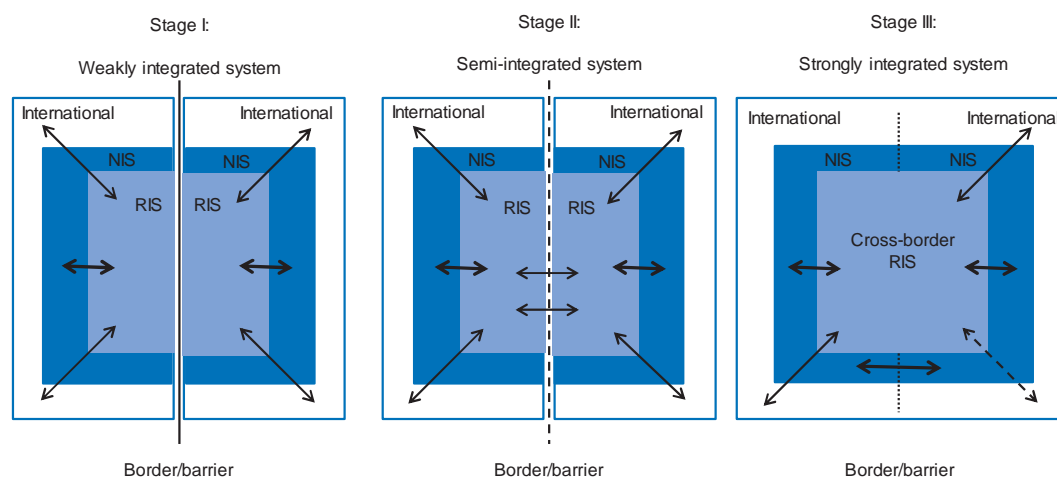 Stage I:
Weakly integrated system
International
International
NIS
NIS
RIS
RIS
Border/barrier
Stage II:
Semi-integrated system
International
International
NIS
NIS
RIS
RIS
Border/barrier
Stage III:
Strongly integrated system
International
International
NIS
NIS
Cross-border
RIS
Border/barrier